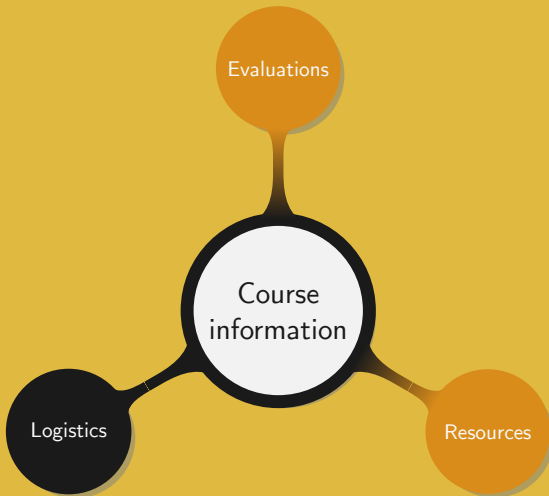 Evaluations
Course
information
Logistics
Resources